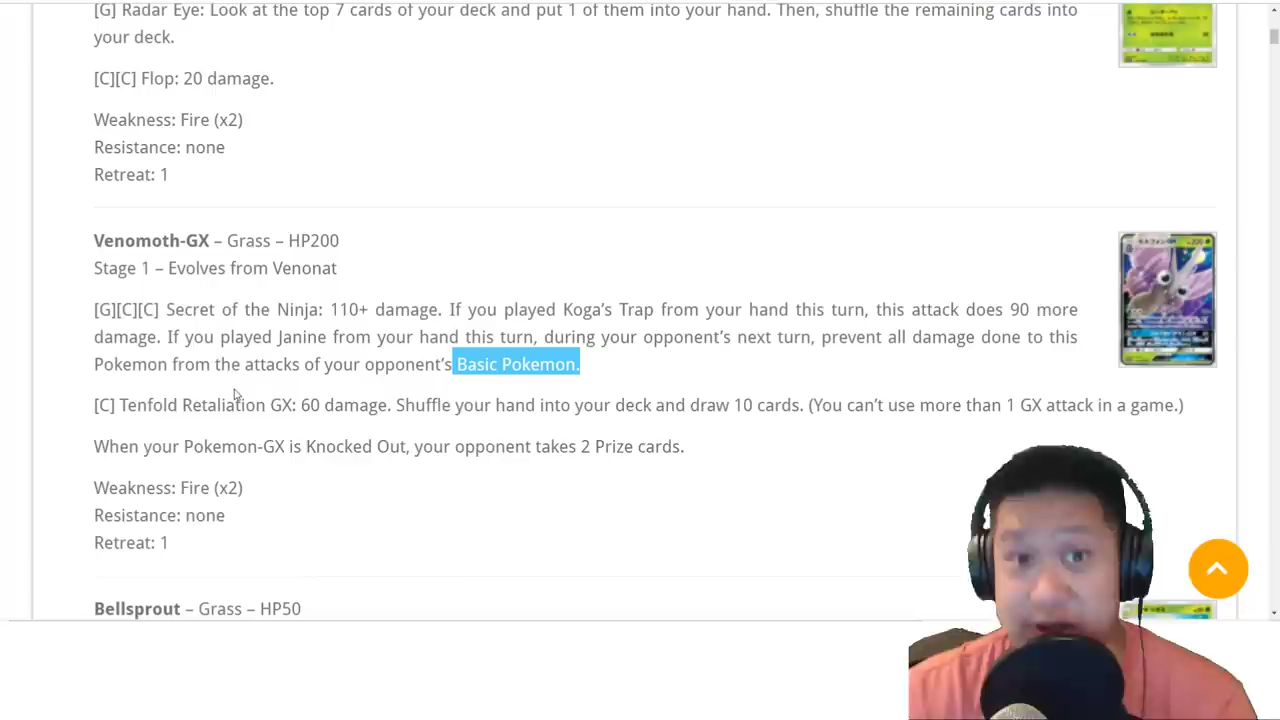 [G] Radar Eye: Look at the top 7 cards of your deck and put 1 of them into your hand. Then, shuffle the remaining cards into
your deck.
[C][C] Flop: 20 damage.
Weakness: Fire (x2)
Resistance: none
Retreat: 1
Venomoth-GX – Grass – HP200
Stage 1 – Evolves from Venonat
[G][C][C] Secret of the Ninja: 110+ damage. If you played Koga’s Trap from your hand this turn, this attack does 90 more
damage. If you played Janine from your hand this turn, during your opponent’s next turn, prevent all damage done to this
Pokemon from the attacks of your opponent’s Basic Pokemon.
[C] Tenfold Retaliation GX: 60 damage. Shuffle your hand into your deck and draw 10 cards. (You can’t use more than 1 GX attack in a game.)
When your Pokemon-GX is Knocked Out, your opponent takes 2 Prize cards.
Weakness: Fire (x2)
Resistance: none
Retreat: 1
Bellsprout – Grass – HP50